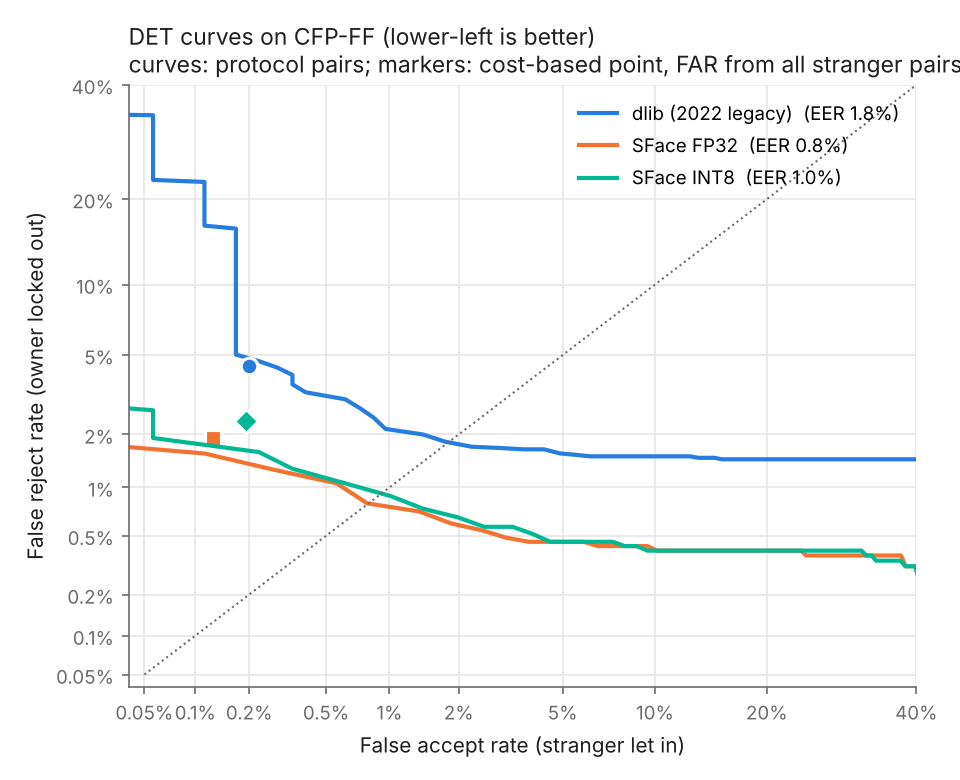 DET curves on CFP-FF (lower-left is better)
curves: protocol pairs; markers: cost-based point, FAR from all stranger pairs
dlib (2022 legacy)  (EER 1.8%)
SFace FP32  (EER 0.8%)
SFace INT8  (EER 1.0%)
False reject rate (owner locked out)
40%
20%
10%
5%
2%
1%
0.5%
0.2%
0.1%
0.05%
0.05% 0.1% 0.2% 0.5% 1% 2% 5% 10% 20% 40%
False accept rate (stranger let in)